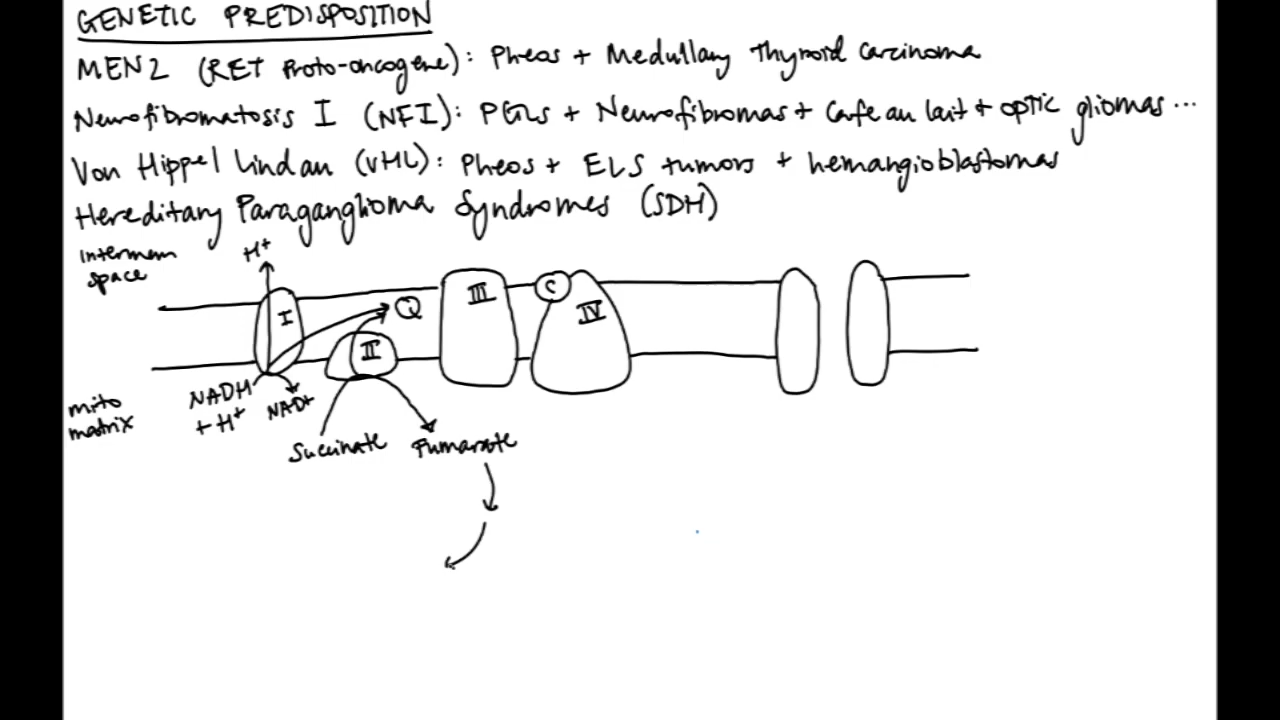 GENETIC PREDISPOSITION
MEN2 (RET Proto-oncogene): Pheos + Medullary Thyroid Carcinoma
Neurofibromatosis I (NFI): PGLs + Neurofibromas + Cafe au lait + optic gliomas ...
Von Hippel Lindau (VHL): Pheos + ELS tumors + hemangioblastomas
Hereditary Paraganglioma Syndromes (SDH)
Intermem
space
H+
I
Q
II
III
C
IV
mito
matrix
NADH
+ H+
NAD+
Succinate
Fumarate